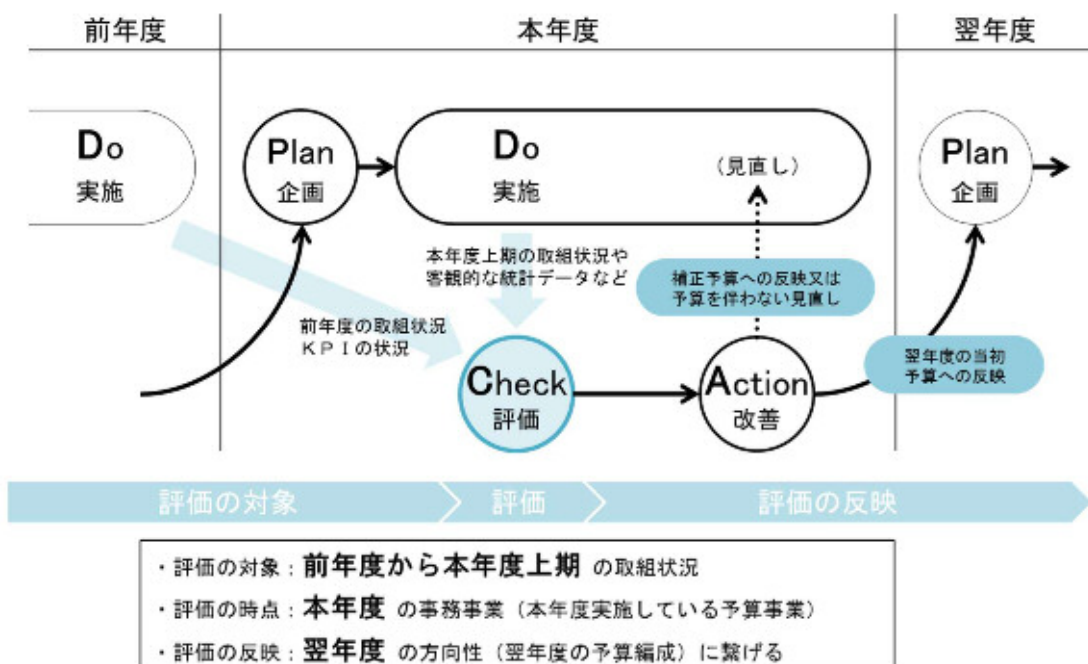 前年度
本年度
翌年度
Do
実施
Plan
企画
Do
実施
(見直し)
Plan
企画
本年度上期の取組状況や
客観的な統計データなど
補正予算への反映又は
予算を伴わない見直し
前年度の取組状況
KPIの状況
翌年度の当初
予算への反映
Check
評価
Action
改善
評価の対象
評価
評価の反映
・評価の対象：前年度から本年度上期 の取組状況
・評価の時点：本年度 の事務事業（本年度実施している予算事業）
・評価の反映：翌年度 の方向性（翌年度の予算編成）に繋げる